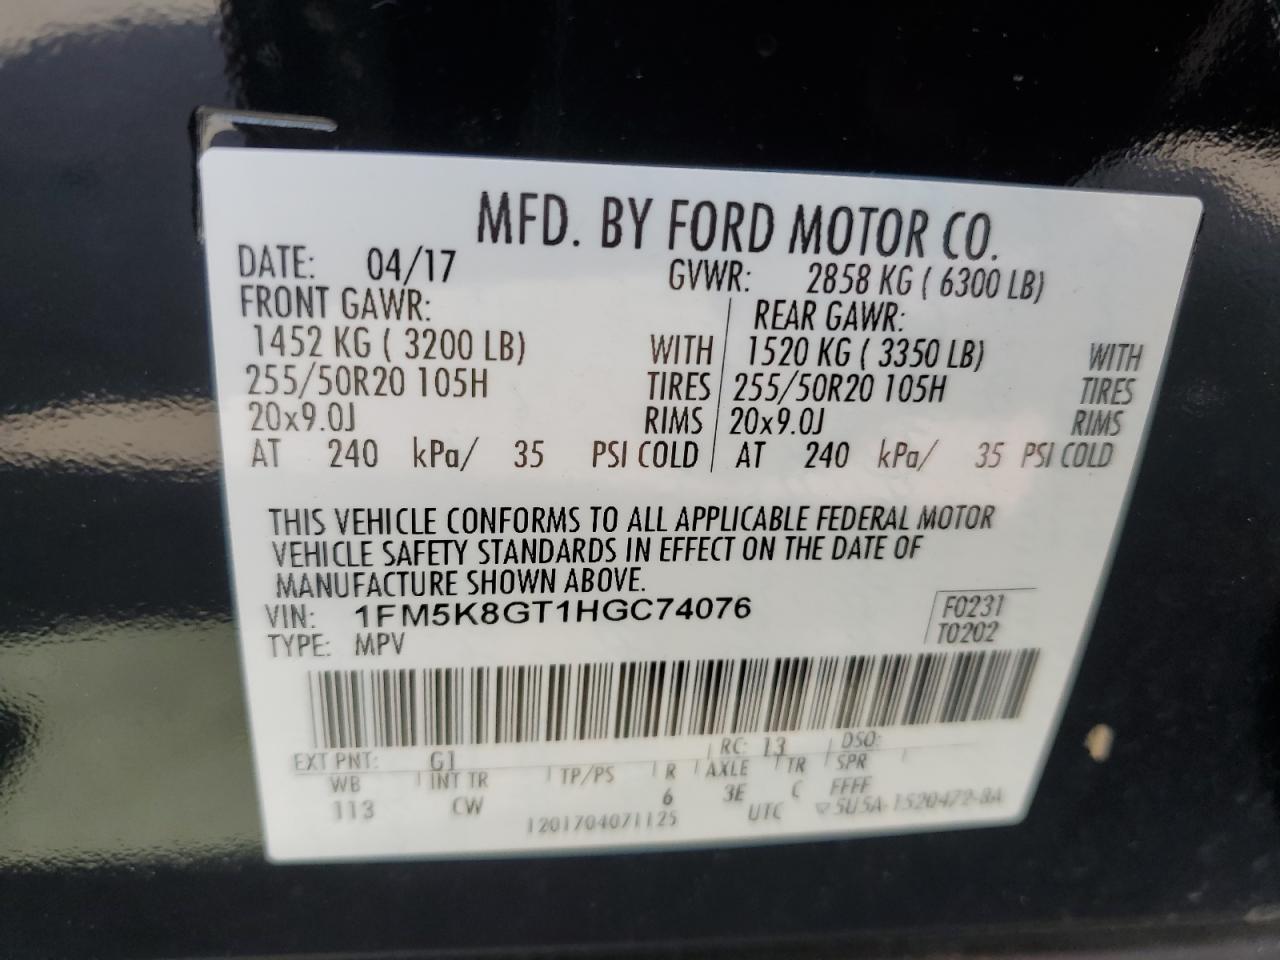 MFD. BY FORD MOTOR CO.
DATE: 04/17 GVWR: 2858 KG ( 6300 LB)
FRONT GAWR: REAR GAWR:
1452 KG ( 3200 LB) WITH 1520 KG ( 3350 LB) WITH
255/50R20 105H TIRES 255/50R20 105H TIRES
20x9.0J RIMS 20x9.0J RIMS
AT 240 kPa/ 35 PSI COLD AT 240 kPa/ 35 PSI COLD
THIS VEHICLE CONFORMS TO ALL APPLICABLE FEDERAL MOTOR
VEHICLE SAFETY STANDARDS IN EFFECT ON THE DATE OF
MANUFACTURE SHOWN ABOVE.
VIN: 1FM5K8GT1HGC74076 F0231
TYPE: MPV T0202
EXT PNT: G1 RC: 13 DSO:
WB INT TR TP/PS R AXLE TR SPR
113 CW 6 3E C FFFF
1201704071125 UTC 5U5A-1520472-8A